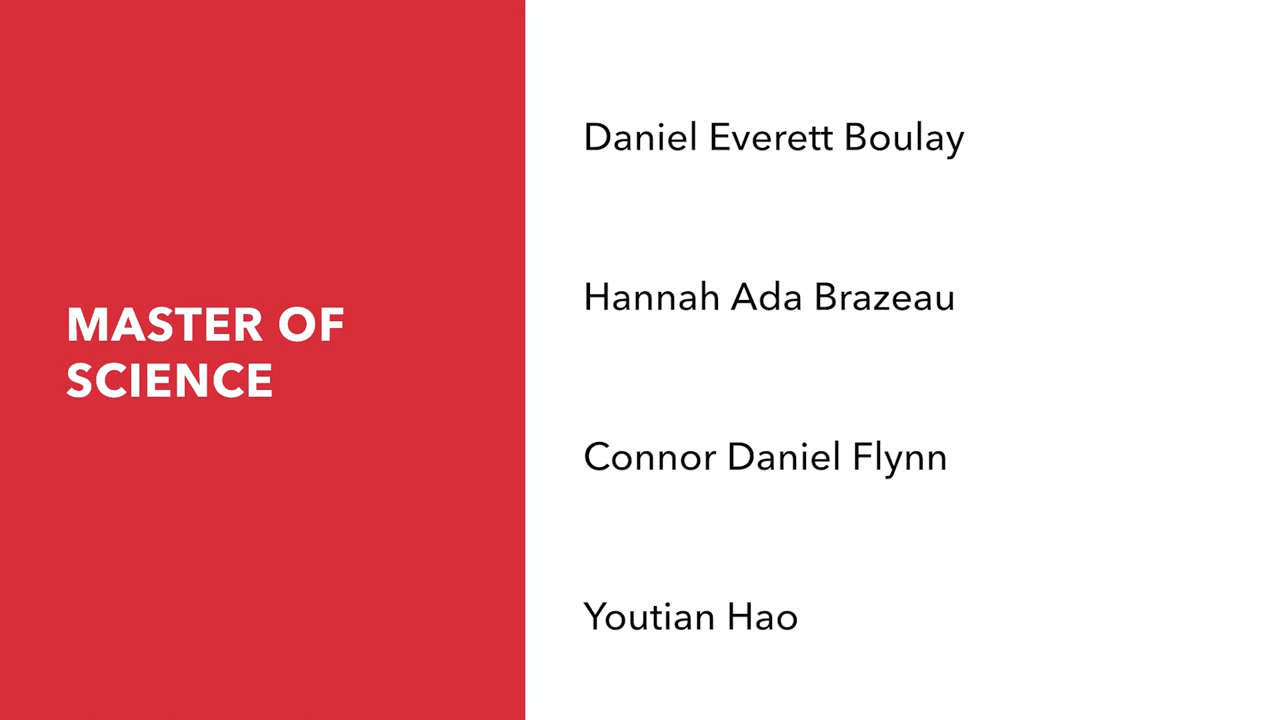 MASTER OF
SCIENCE
Daniel Everett Boulay
Hannah Ada Brazeau
Connor Daniel Flynn
Youtian Hao